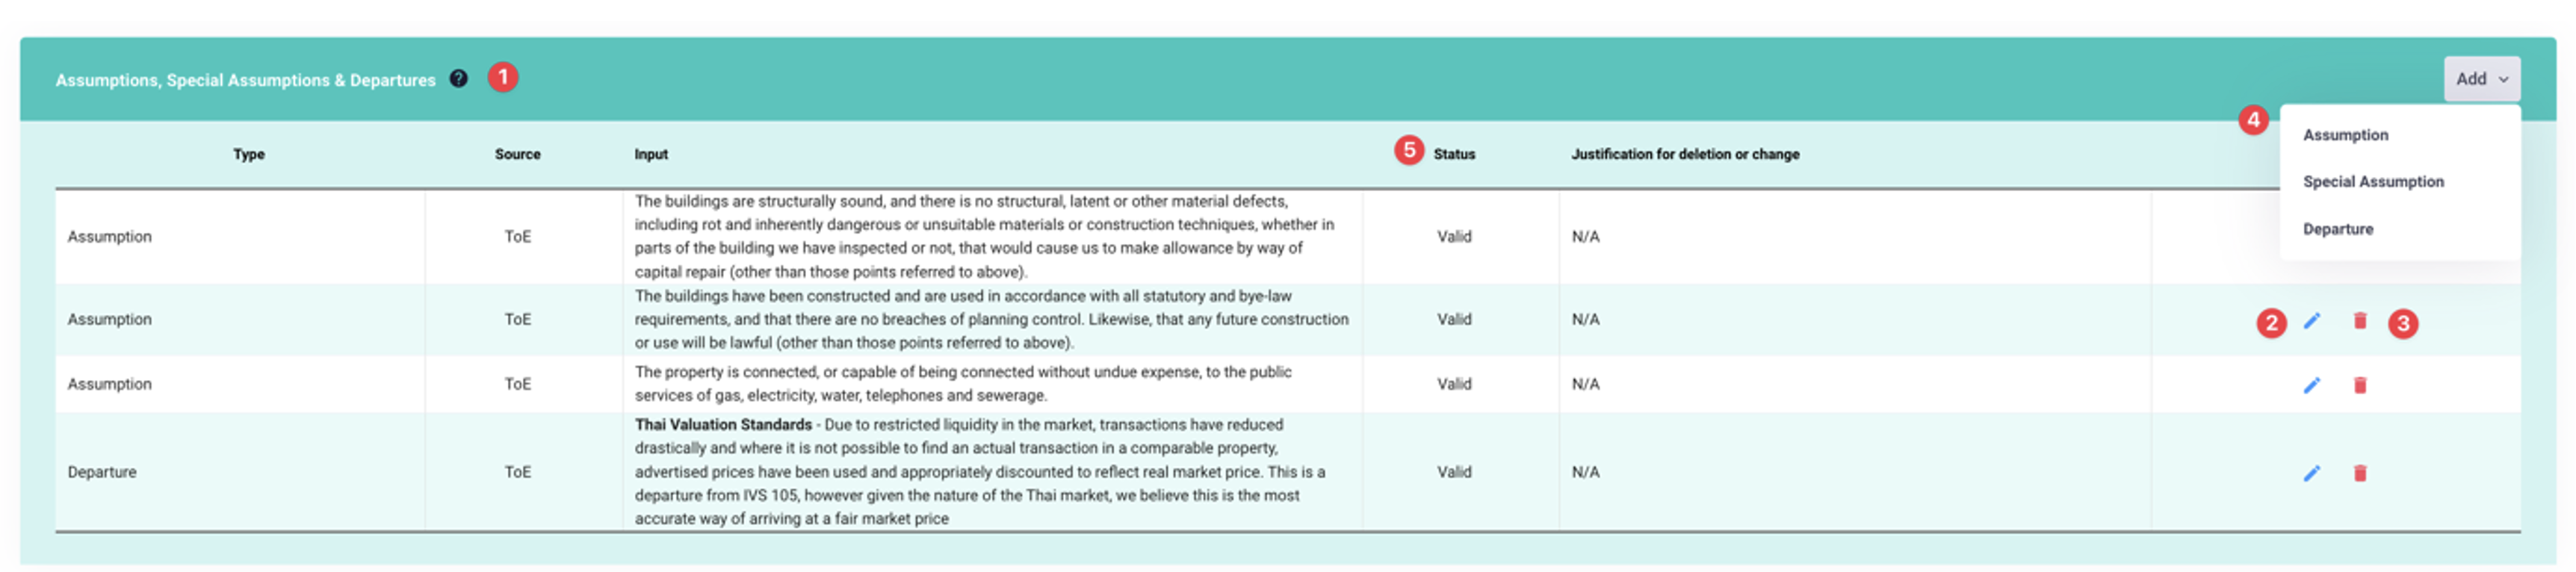 Assumptions, Special Assumptions & Departures ? 1
Add
4
Assumption
Special Assumption
Departure
Type Source Input 5 Status Justification for deletion or change
Assumption ToE
The buildings are structurally sound, and there is no structural, latent or other material defects,
including rot and inherently dangerous or unsuitable materials or construction techniques, whether in
parts of the building we have inspected or not, that would cause us to make allowance by way of
capital repair (other than those points referred to above).
Valid N/A
Assumption ToE
The buildings have been constructed and are used in accordance with all statutory and bye-law
requirements, and that there are no breaches of planning control. Likewise, that any future construction
or use will be lawful (other than those points referred to above).
Valid N/A 2 3
Assumption ToE
The property is connected, or capable of being connected without undue expense, to the public
services of gas, electricity, water, telephones and sewerage.
Valid N/A
Departure ToE
Thai Valuation Standards - Due to restricted liquidity in the market, transactions have reduced
drastically and where it is not possible to find an actual transaction in a comparable property,
advertised prices have been used and appropriately discounted to reflect real market price. This is a
departure from IVS 105, however given the nature of the Thai market, we believe this is the most
accurate way of arriving at a fair market price
Valid N/A